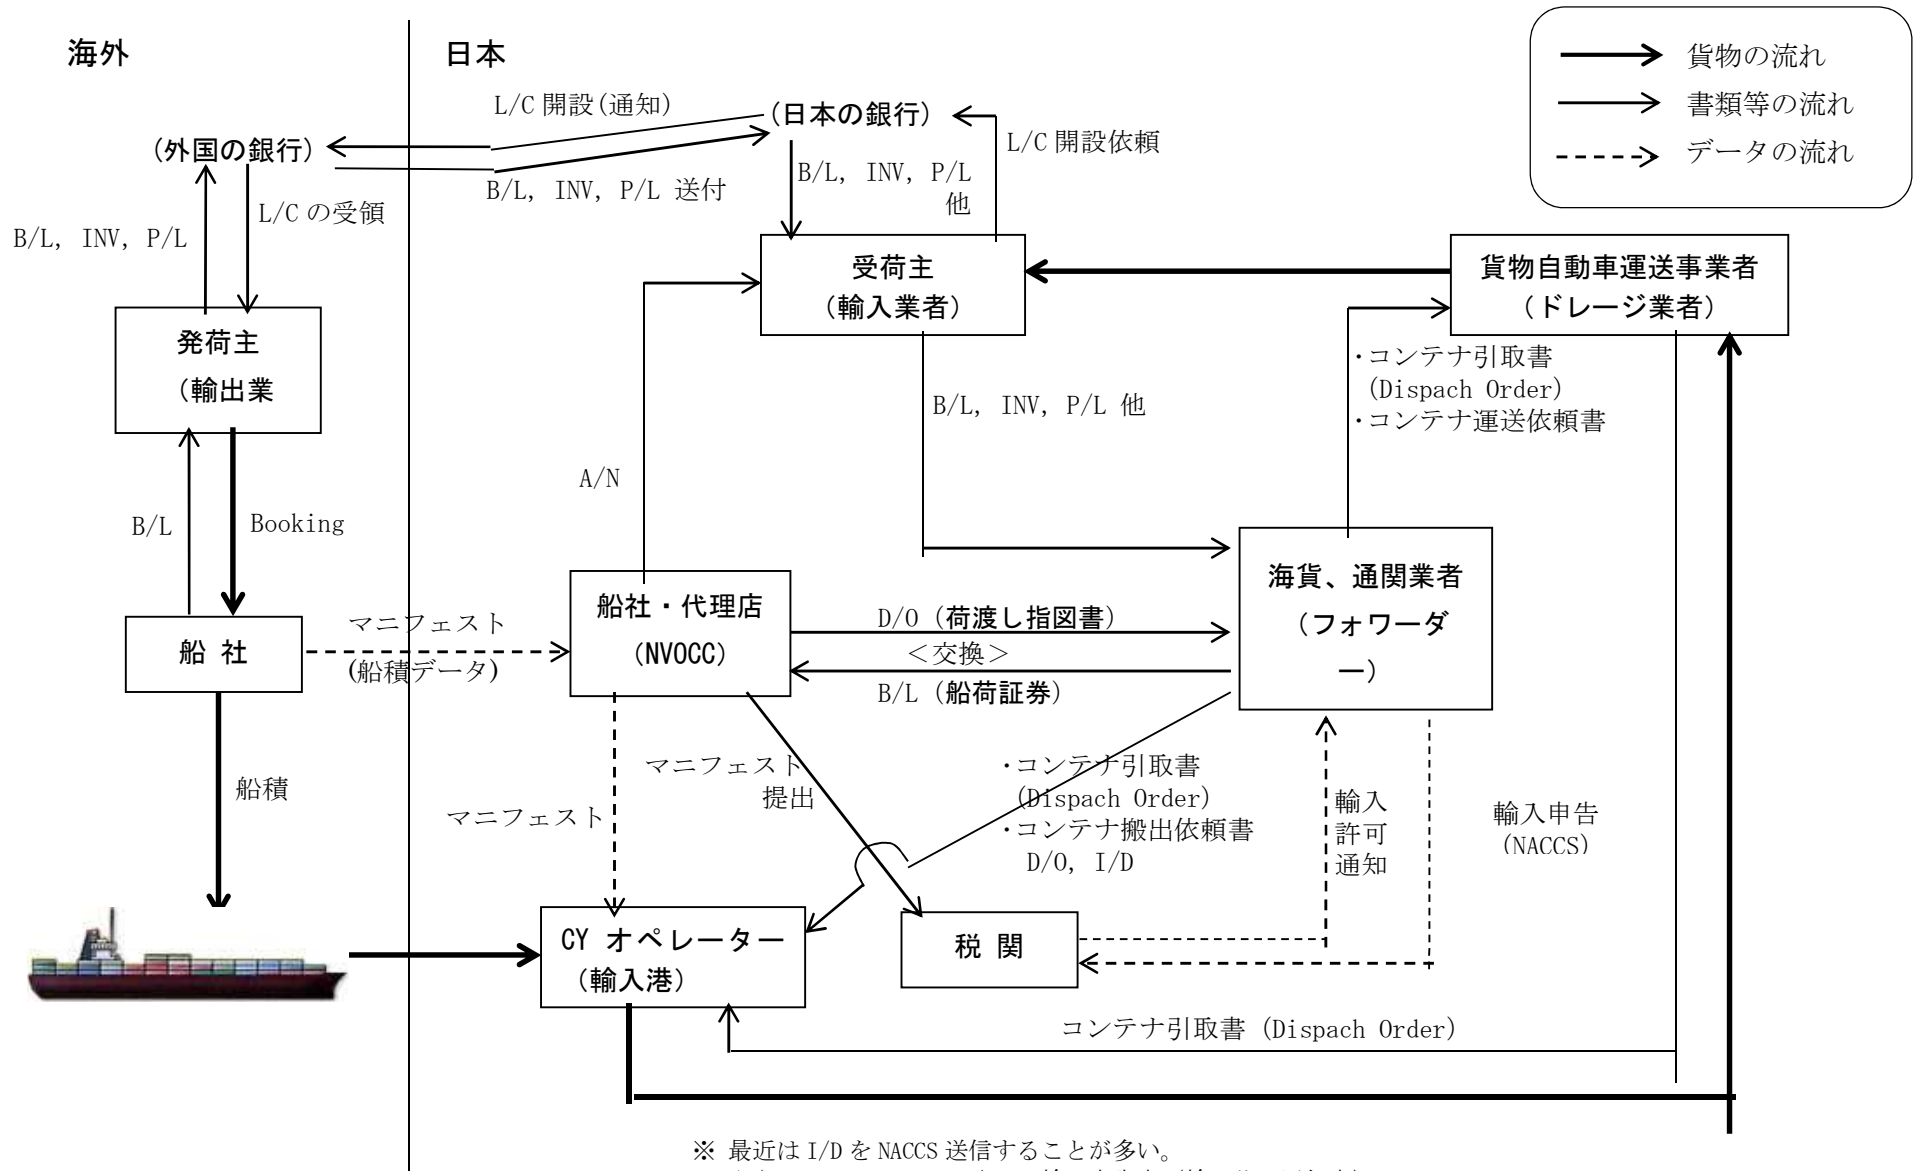 海外
日本
貨物の流れ
書類等の流れ
データの流れ
L/C 開設(通知)
(日本の銀行)
L/C 開設依頼
(外国の銀行)
B/L, INV, P/L 送付
B/L, INV, P/L
他
L/C の受領
B/L, INV, P/L
受荷主
(輸入業者)
貨物自動車運送事業者
(ドレージ業者)
発荷主
(輸出業
・コンテナ引取書
(Dispach Order)
・コンテナ運送依頼書
B/L, INV, P/L 他
A/N
B/L
Booking
海貨、通関業者
(フォワーダ
ー)
船社・代理店
(NVOCC)
船 社
マニフェスト
(船積データ)
D/O (荷渡し指図書)
＜交換＞
B/L (船荷証券)
船積
マニフェスト
マニフェスト
提出
・コンテナ引取書
(Dispach Order)
・コンテナ搬出依頼書
D/O, I/D
輸入
許可
通知
輸入申告
(NACCS)
CY オペレーター
(輸入港)
税 関
コンテナ引取書 (Dispach Order)
※ 最近は I/D を NACCS 送信することが多い。